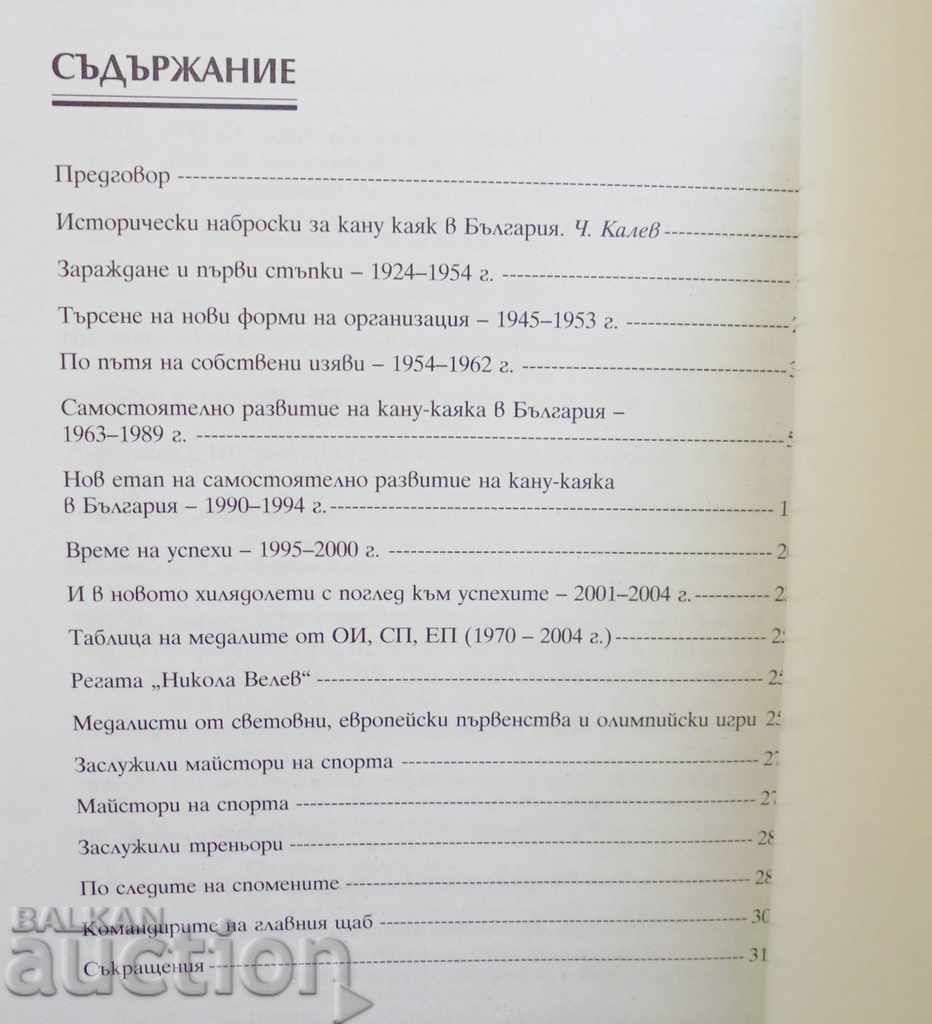 СЪДЪРЖАНИЕ
Предговор
Исторически наброски за кану каяк в България. Ч. Калев
Зараждане и първи стъпки – 1924–1954 г.
Търсене на нови форми на организация – 1945–1953 г.
По пътя на собствени изяви – 1954–1962 г.
Самостоятелно развитие на кану-каяка в България –
1963–1989 г.
Нов етап на самостоятелно развитие на кану-каяка
в България – 1990–1994 г.
Време на успехи – 1995–2000 г.
И в новото хилядолети с поглед към успехите – 2001–2004 г.
Таблица на медалите от ОИ, СП, ЕП (1970 – 2004 г.)
Регата „Никола Велев“
Медалисти от световни, европейски първенства и олимпийски игри
Заслужили майстори на спорта
Майстори на спорта
Заслужили треньори
По следите на спомените
Командирите на главния щаб
Съкращения
BALKAN
auction